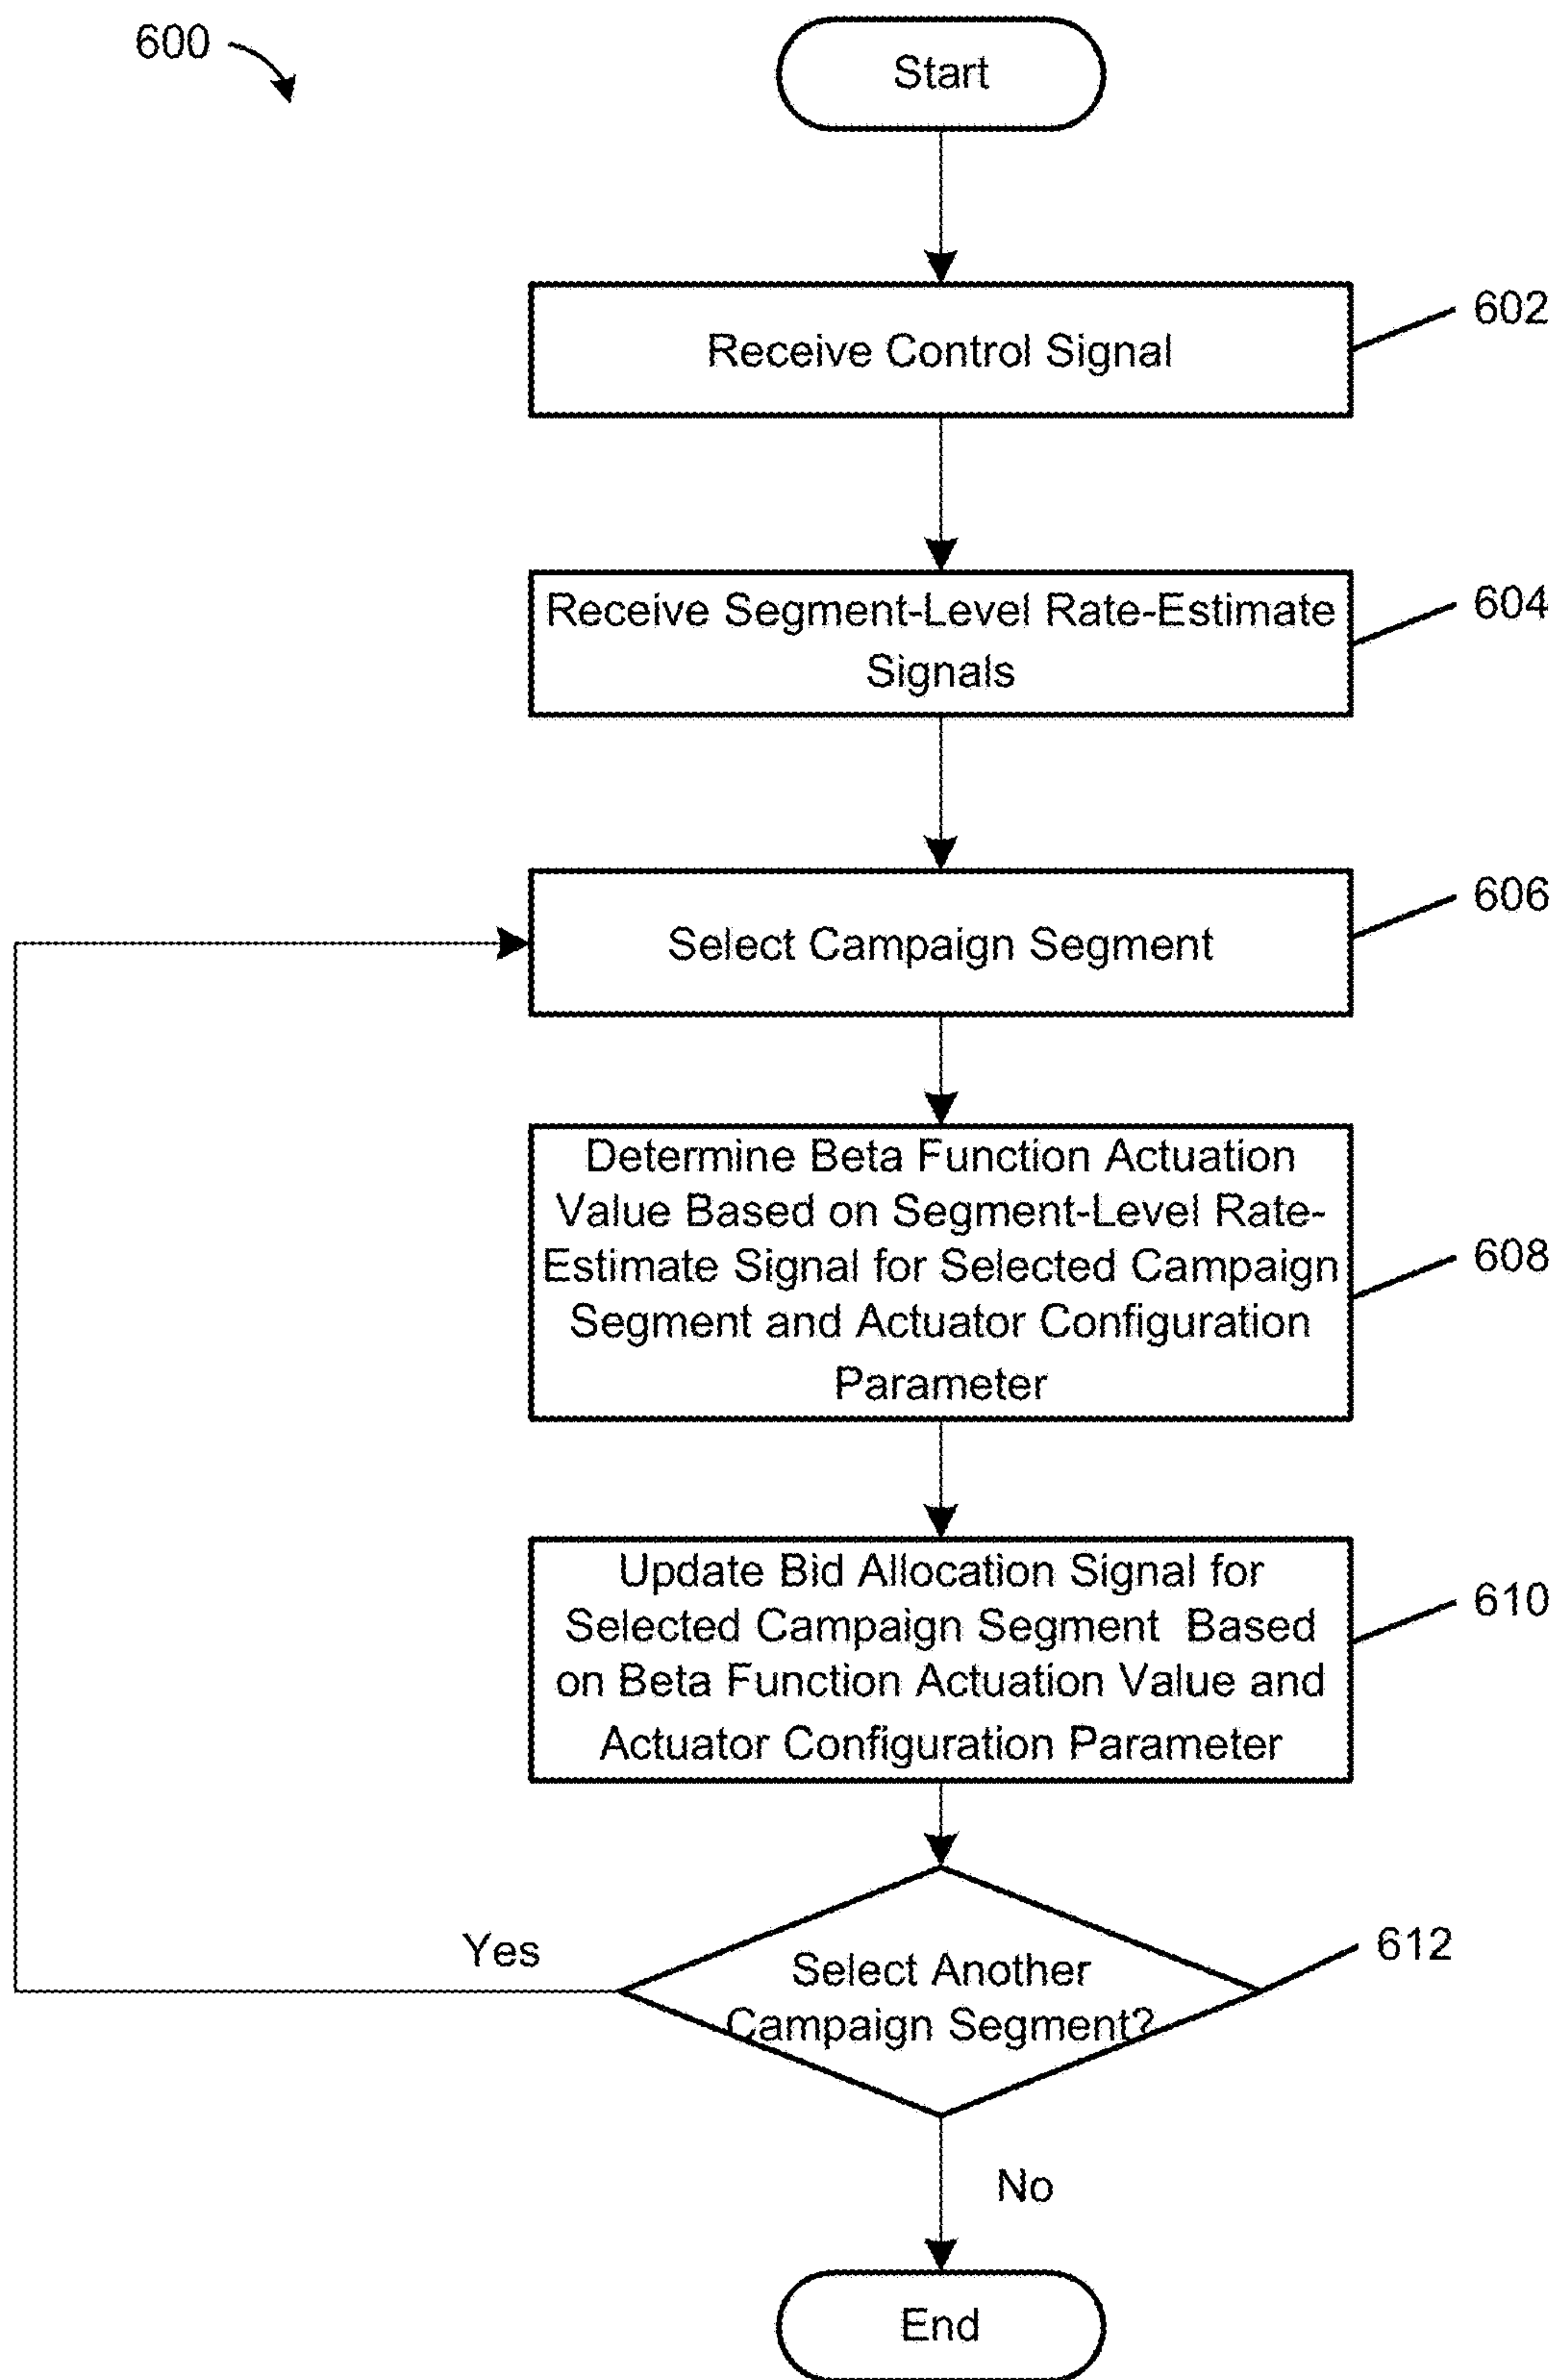 600
Start
Receive Control Signal
602
Receive Segment-Level Rate-Estimate
Signals
604
Select Campaign Segment
606
Determine Beta Function Actuation
Value Based on Segment-Level Rate-
Estimate Signal for Selected Campaign
Segment and Actuator Configuration
Parameter
608
Update Bid Allocation Signal for
Selected Campaign Segment  Based
on Beta Function Actuation Value and
Actuator Configuration Parameter
610
Select Another
Campaign Segment?
612
Yes
No
End